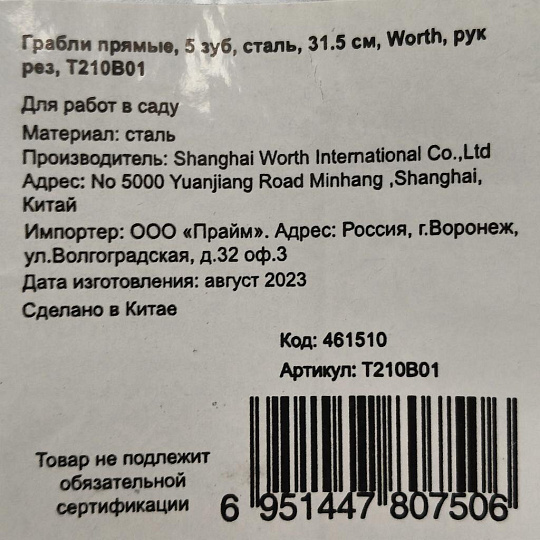 Грабли прямые, 5 зуб, сталь, 31.5 см, Worth, рук
рез, T210B01
Для работ в саду
Материал: сталь
Производитель: Shanghai Worth International Co.,Ltd
Адрес: No 5000 Yuanjiang Road Minhang ,Shanghai,
Китай
Импортер: ООО «Прайм». Адрес: Россия, г.Воронеж,
ул.Волгоградская, д.32 оф.3
Дата изготовления: август 2023
Сделано в Китае
Код: 461510
Артикул: T210B01
Товар не подлежит
обязательной
сертификации
6 951447 807506